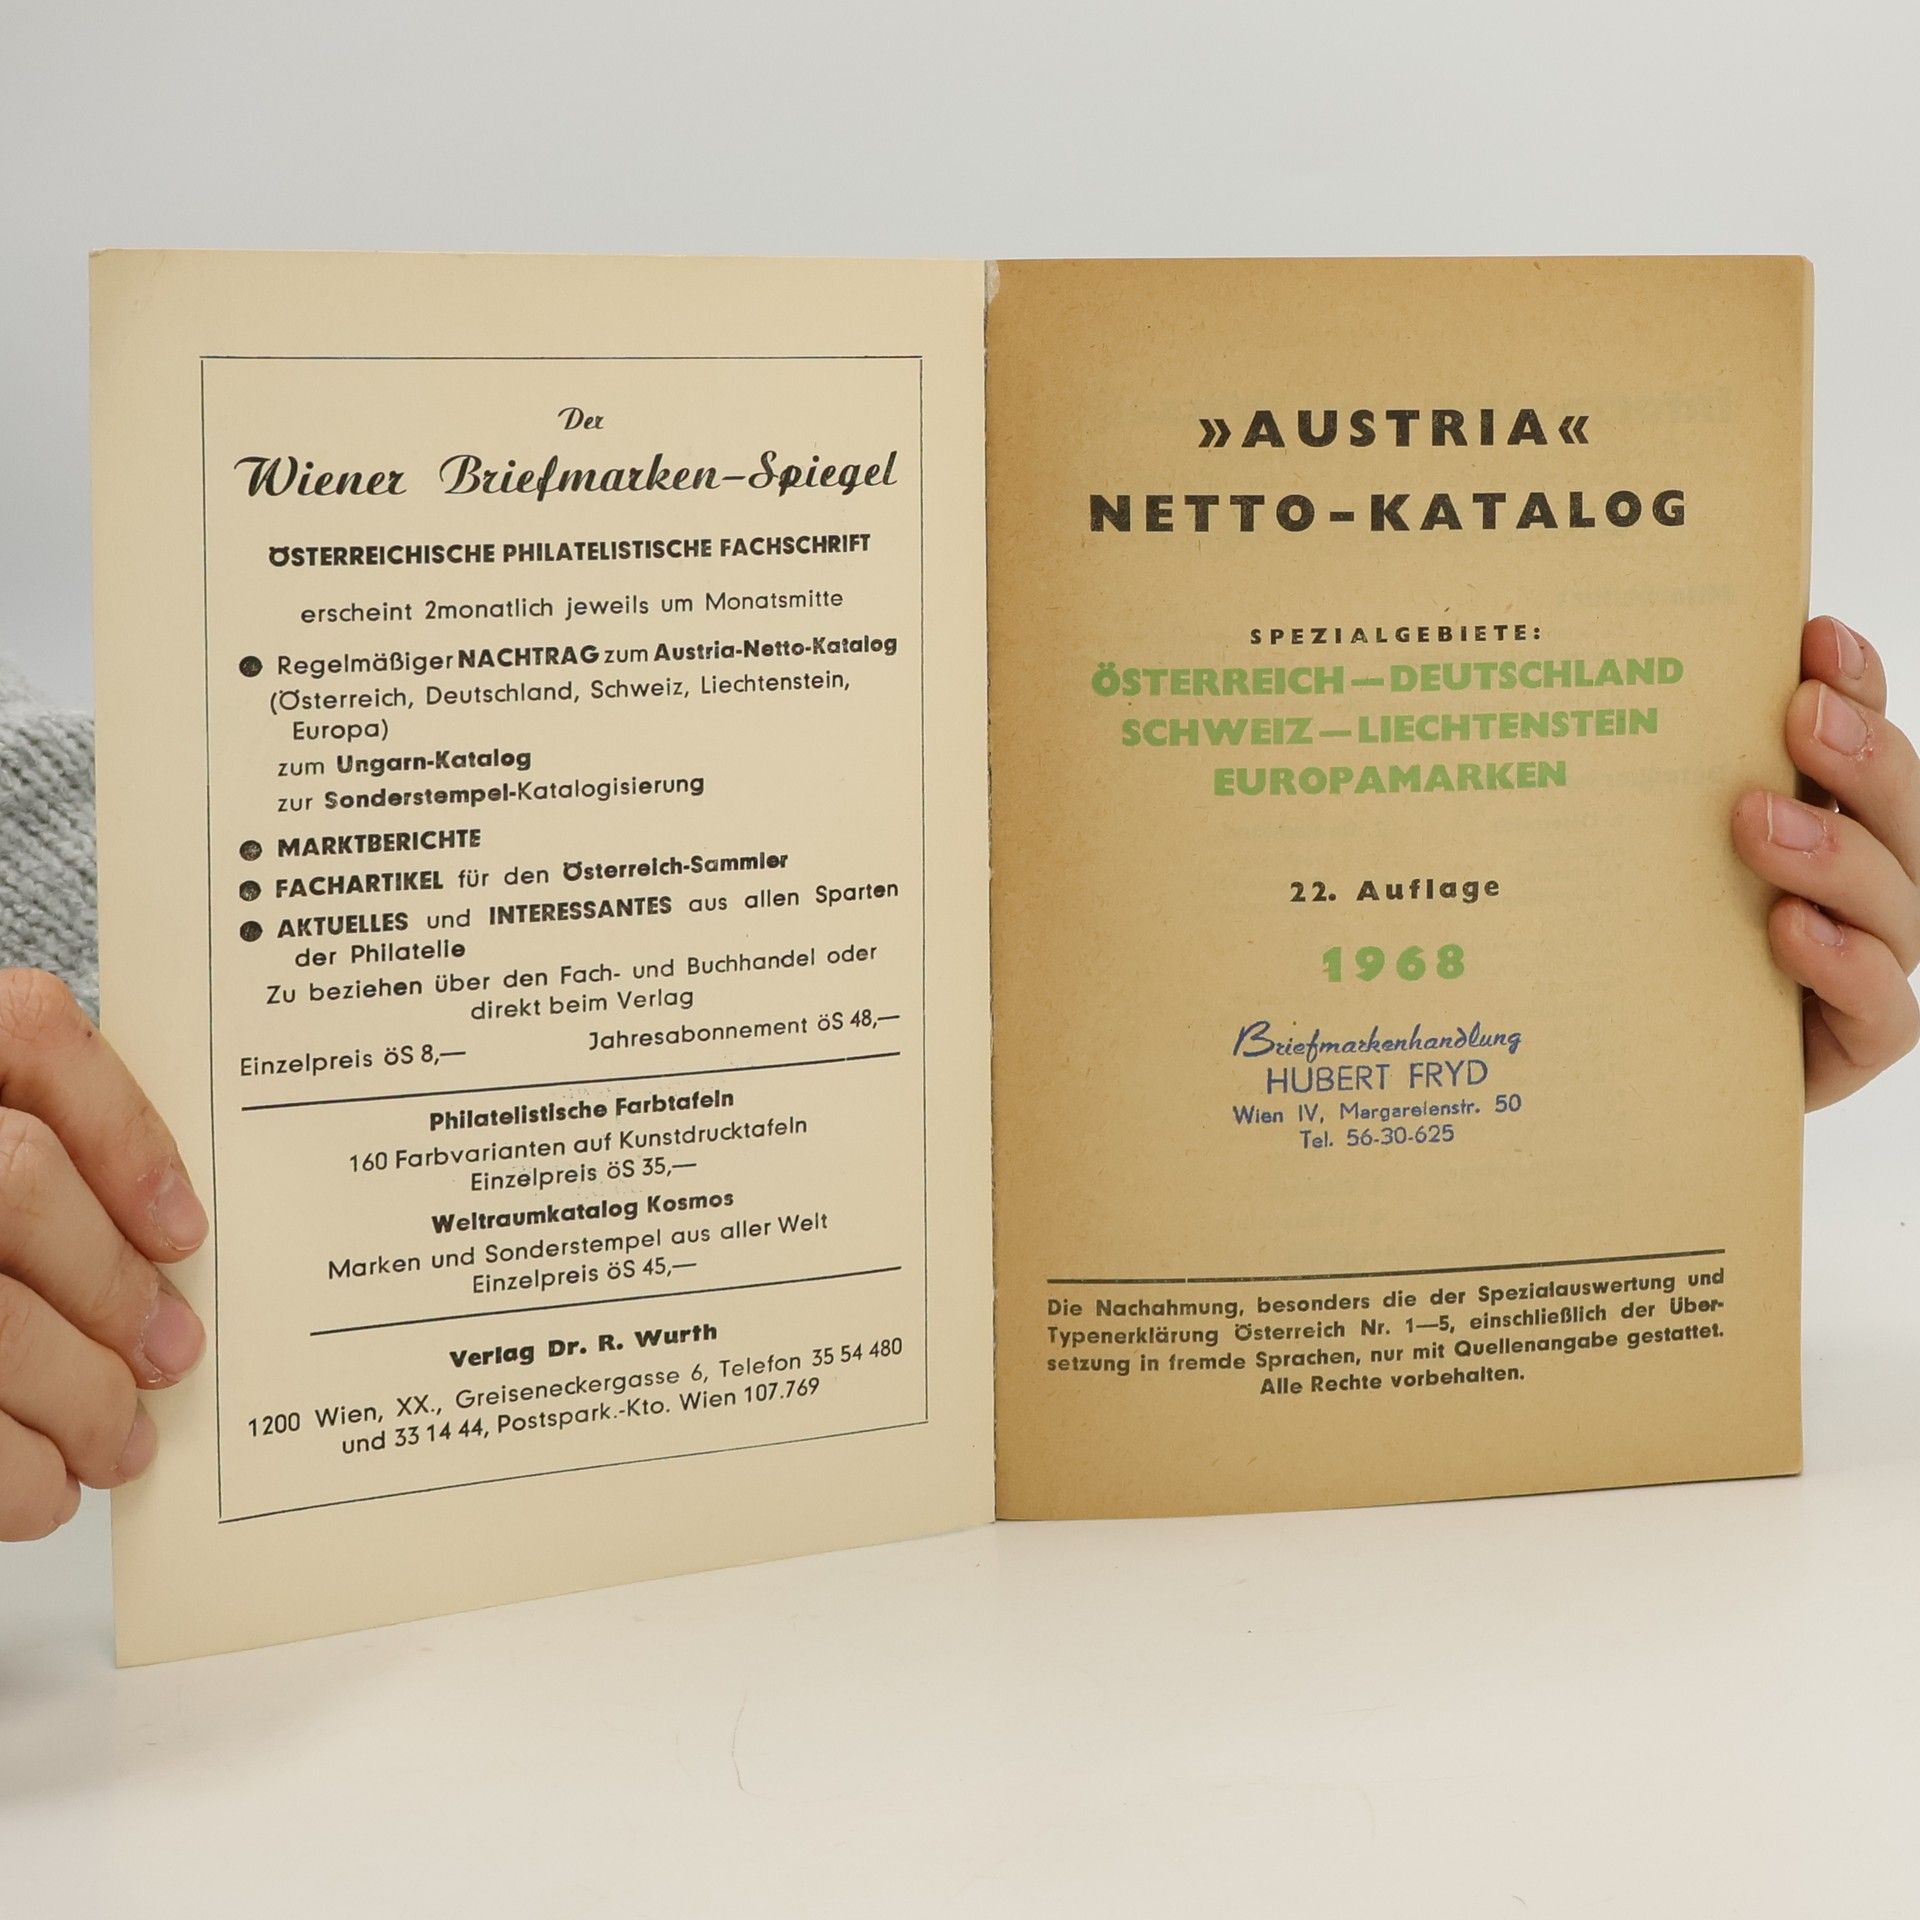 Der
Wiener Briefmarken-Spiegel
ÖSTERREICHISCHE PHILATELISTISCHE FACHSCHRIFT
erscheint 2monatlich jeweils um Monatsmitte
● Regelmäßiger NACHTRAG zum Austria-Netto-Katalog
(Österreich, Deutschland, Schweiz, Liechtenstein,
Europa)
zum Ungarn-Katalog
zur Sonderstempel-Katalogisierung
● MARKTBERICHTE
● FACHARTIKEL für den Österreich-Sammler
● AKTUELLES und INTERESSANTES aus allen Sparten
der Philatelie
Zu beziehen über den Fach- und Buchhandel oder
direkt beim Verlag
Einzelpreis öS 8,— Jahresabonnement öS 48,—
Philatelistische Farbtafeln
160 Farbvarianten auf Kunstdrucktafeln
Einzelpreis öS 35,—
Weltraumkatalog Kosmos
Marken und Sonderstempel aus aller Welt
Einzelpreis öS 45,—
Verlag Dr. R. Wurth
1200 Wien, XX., Greiseneckergasse 6, Telefon 35 54 480
und 33 14 44, Postspark.-Kto. Wien 107.769
»AUSTRIA«
NETTO-KATALOG
SPEZIALGEBIETE:
ÖSTERREICH—DEUTSCHLAND
SCHWEIZ—LIECHTENSTEIN
EUROPAMARKEN
22. Auflage
1968
Briefmarkenhandlung
HUBERT FRYD
Wien IV, Margaretenstr. 50
Tel. 56-30-625
Die Nachahmung, besonders die der Spezialauswertung und
Typenerklärung Österreich Nr. 1—5, einschließlich der Über-
setzung in fremde Sprachen, nur mit Quellenangabe gestattet.
Alle Rechte vorbehalten.